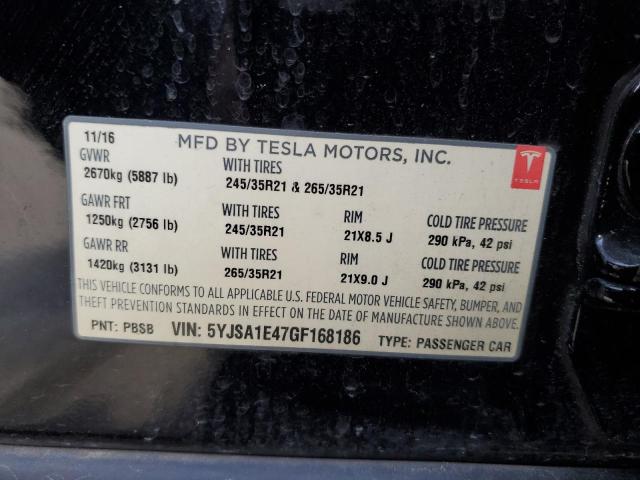 11/16 MFD BY TESLA MOTORS, INC.
GVWR WITH TIRES
2670kg (5887 lb) 245/35R21 & 265/35R21
TESLA
GAWR FRT WITH TIRES RIM COLD TIRE PRESSURE
1250kg (2756 lb) 245/35R21 21X8.5 J 290 kPa, 42 psi
GAWR RR WITH TIRES RIM COLD TIRE PRESSURE
1420kg (3131 lb) 265/35R21 21X9.0 J 290 kPa, 42 psi
THIS VEHICLE CONFORMS TO ALL APPLICABLE U.S. FEDERAL MOTOR VEHICLE SAFETY, BUMPER, AND
THEFT PREVENTION STANDARDS IN EFFECT ON THE DATE OF MANUFACTURE SHOWN ABOVE.
PNT: PBSB VIN: 5YJSA1E47GF168186 TYPE: PASSENGER CAR